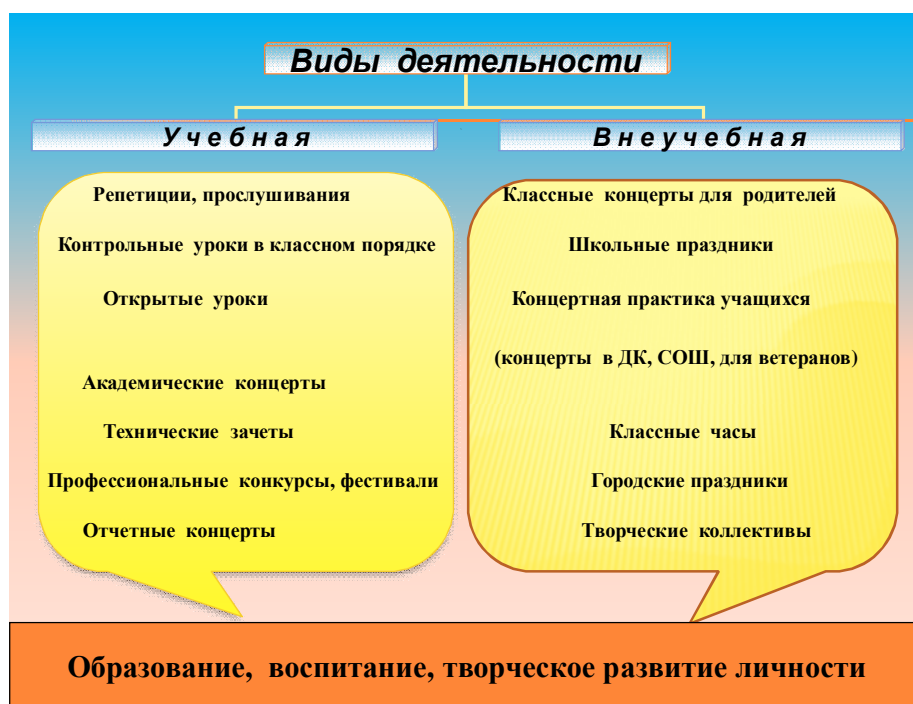 Виды деятельности
Учебная
Репетиции, прослушивания
Контрольные уроки в классном порядке
Открытые уроки
Академические концерты
Технические зачеты
Профессиональные конкурсы, фестивали
Отчетные концерты
Внеучебная
Классные концерты для родителей
Школьные праздники
Концертная практика учащихся
(концерты в ДК, СОШ, для ветеранов)
Классные часы
Городские праздники
Творческие коллективы
Образование, воспитание, творческое развитие личности